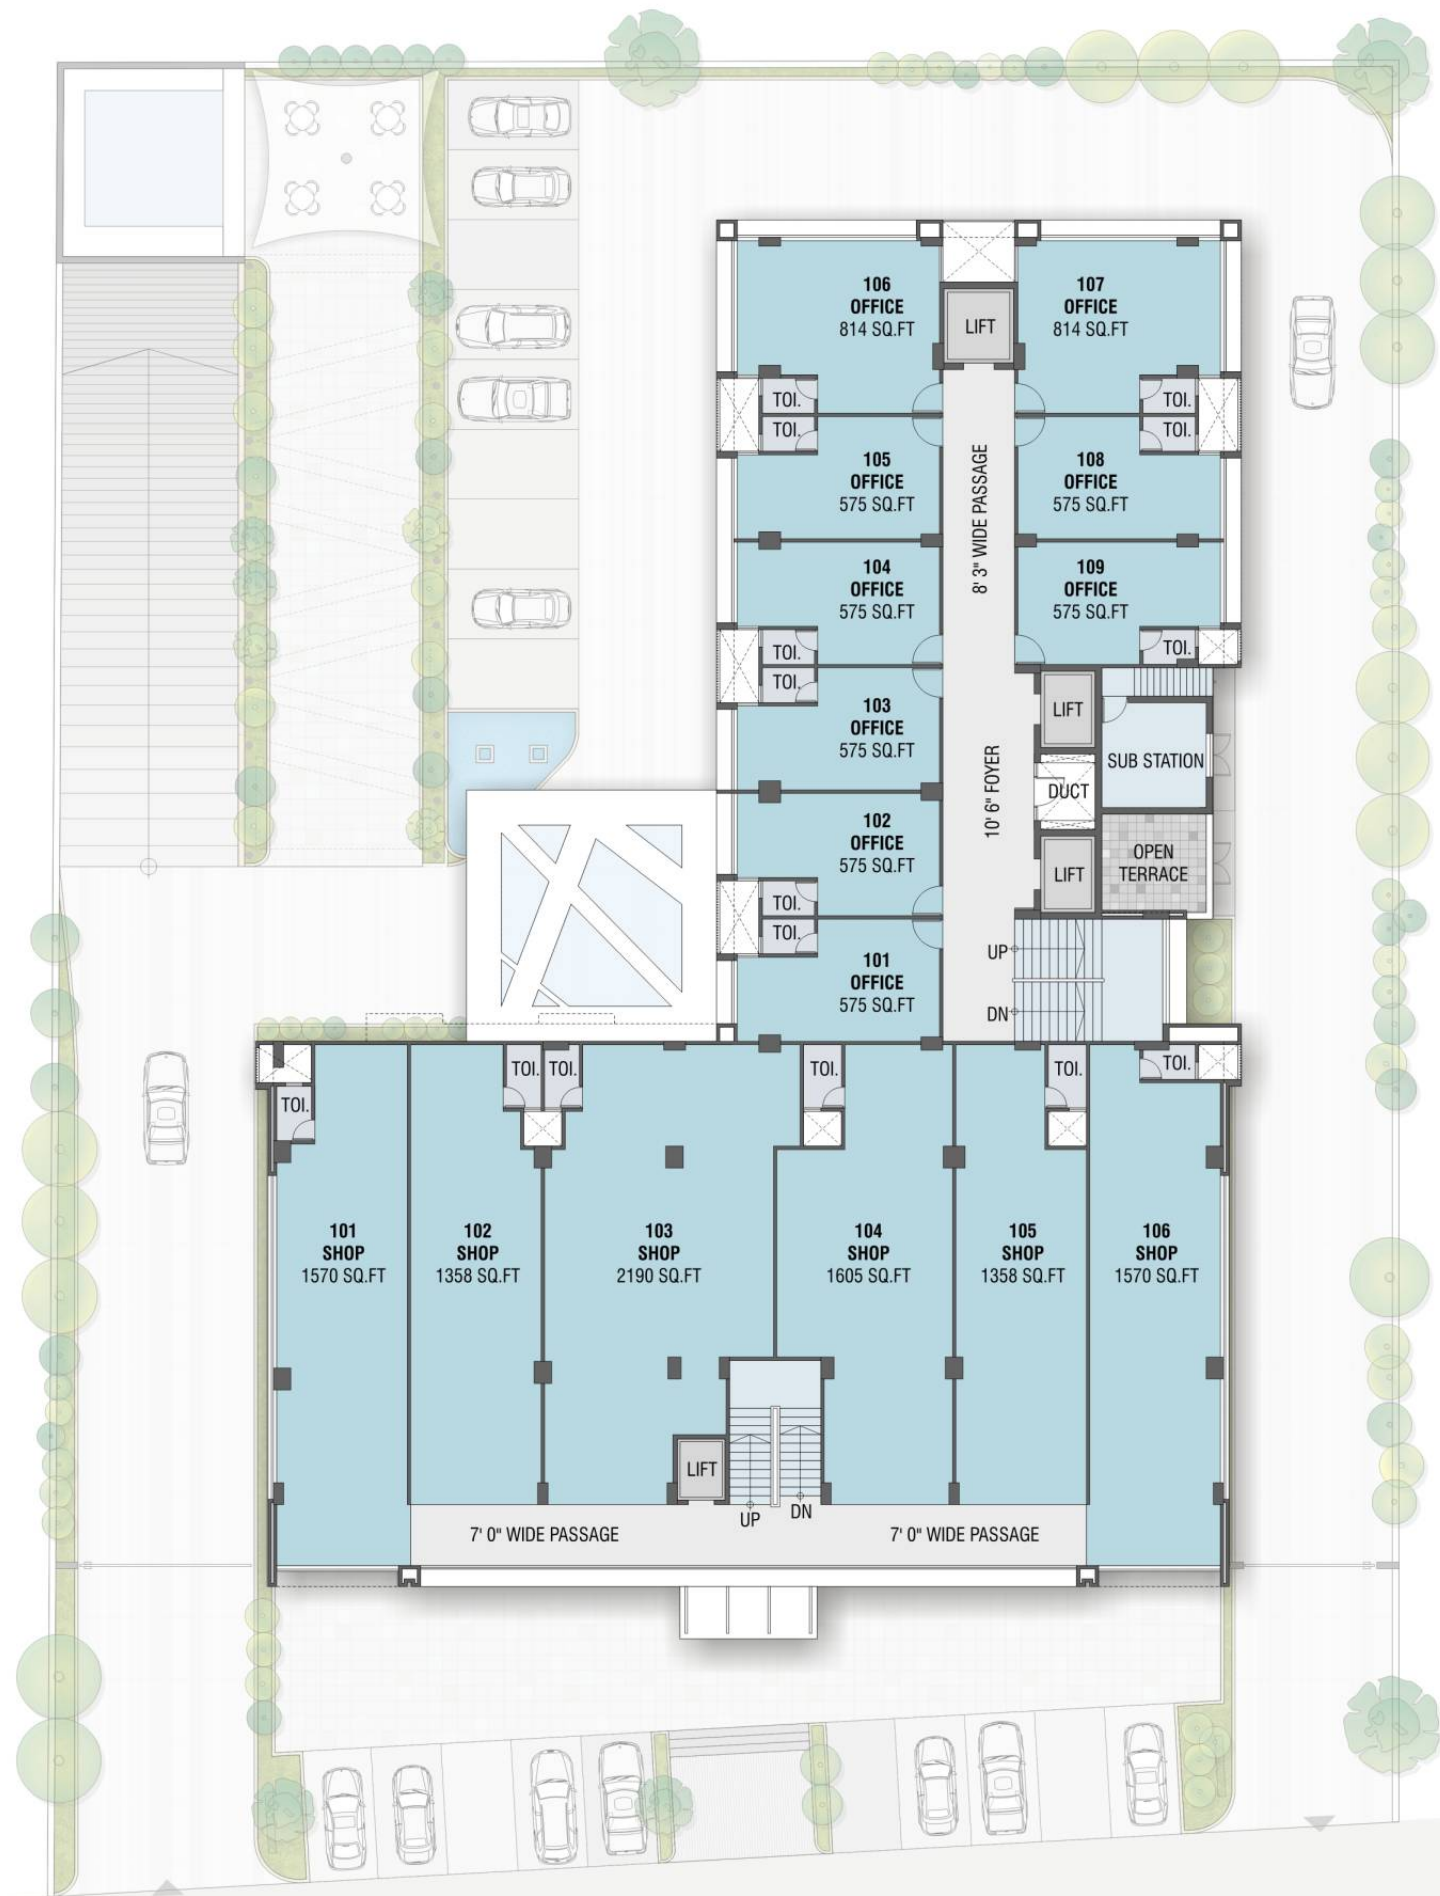 106
OFFICE
814 SQ.FT
LIFT
107
OFFICE
814 SQ.FT
TOI.
TOI.
TOI.
TOI.
105
OFFICE
575 SQ.FT
8' 3" WIDE PASSAGE
108
OFFICE
575 SQ.FT
104
OFFICE
575 SQ.FT
109
OFFICE
575 SQ.FT
TOI.
TOI.
TOI.
103
OFFICE
575 SQ.FT
10' 6" FOYER
LIFT
DUCT
LIFT
SUB STATION
OPEN
TERRACE
102
OFFICE
575 SQ.FT
TOI.
TOI.
101
OFFICE
575 SQ.FT
UP
DN
TOI.
TOI.
TOI.
TOI.
TOI.
TOI.
101
SHOP
1570 SQ.FT
102
SHOP
1358 SQ.FT
103
SHOP
2190 SQ.FT
104
SHOP
1605 SQ.FT
105
SHOP
1358 SQ.FT
106
SHOP
1570 SQ.FT
LIFT
UP
DN
7' 0" WIDE PASSAGE
7' 0" WIDE PASSAGE